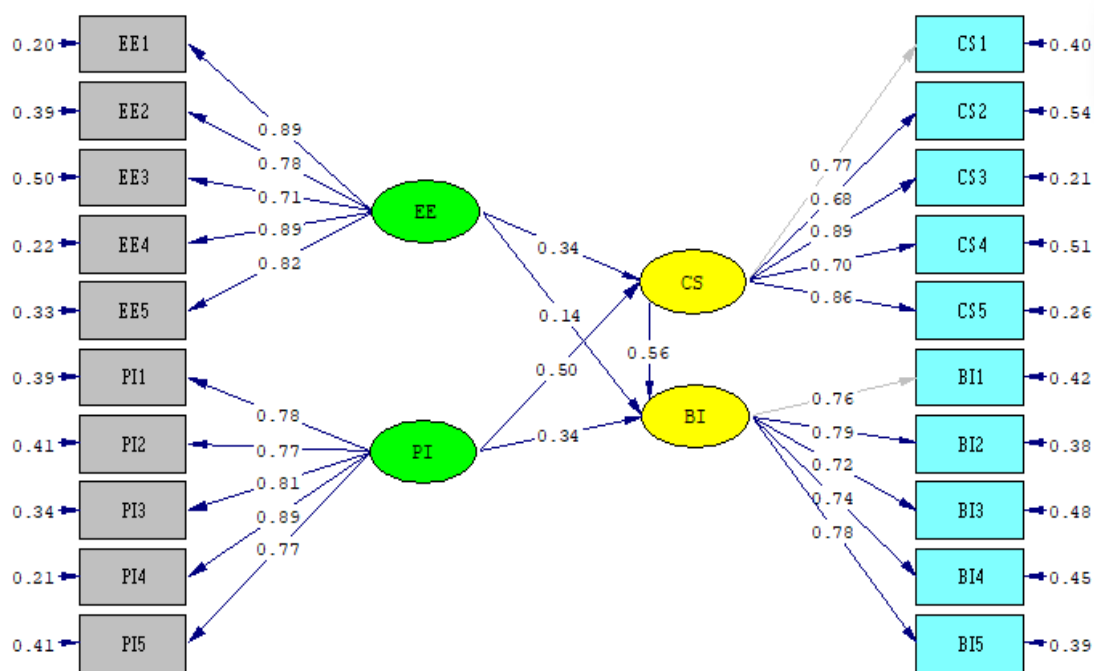 0.20 EE1
0.39 EE2
0.50 EE3
0.22 EE4
0.33 EE5
0.39 PI1
0.41 PI2
0.34 PI3
0.21 PI4
0.41 PI5
0.89
0.78
0.71
0.89
0.82
0.78
0.77
0.81
0.89
0.77
EE
PI
0.34
0.14
0.50
0.34
0.56
CS
BI
0.77
0.68
0.89
0.70
0.86
0.76
0.79
0.72
0.74
0.78
CS1 0.40
CS2 0.54
CS3 0.21
CS4 0.51
CS5 0.26
BI1 0.42
BI2 0.38
BI3 0.48
BI4 0.45
BI5 0.39